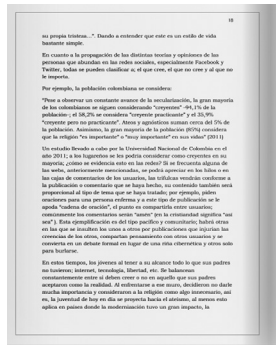 18
su propia tristeza...". Dando a entender que este es un estilo de vida
bastante simple.
En cuanto a la propagación de las distintas teorías y opiniones de las
personas que abundan en las redes sociales, especialmente Facebook y
Twitter, todas se pueden clasificar a; el que cree, el que no cree y al que no
le importa.
Por ejemplo, la población colombiana se considera:
"Pese a observar un constante avance de la secularización, la gran mayoría
de los colombianos se siguen considerando "creyentes" -94,1% de la
población-; el 58,2% se considera "creyente practicante" y el 35,9%
"creyente pero no practicante". Ateos y agnósticos suman cerca del 5% de
la población. Asimismo, la gran mayoría de la población (85%) considera
que la religión "es importante" o "muy importante" en sus vidas" (2011)
Un estudio llevado a cabo por la Universidad Nacional de Colombia en el
año 2011; a los lugareños se les podría considerar como creyentes en su
mayoría; ¿cómo se evidencia esto en las redes? Si se frecuenta alguna de
las webs, anteriormente mencionadas, se podrá apreciar en los hilos o en
las cajas de comentarios de los usuarios, las trifulcas vendrán conforme a
la publicación o comentario que se haya hecho, su contenido también será
proporcional al tipo de tema que se haya tratado; por ejemplo, piden
oraciones para una persona enferma y a este tipo de publicación se le
apoda "cadena de oración", el punto es compartirla entre usuarios;
comúnmente los comentarios serán "amén" (en la cristiandad significa "así
sea"). Esta ejemplificación es del tipo pacífico y comunitario; habrá otras
en las que se insulten los unos a otros por publicaciones que injurian las
creencias de los otros, compartan pensamiento con otros usuarios y se
convierta en un debate formal en lugar de una riña cibernética y otros solo
para burlarse.
En estos tiempos, los jóvenes al tener a su alcance todo lo que sus padres
no tuvieron; internet, tecnología, libertad, etc. Se balancean
constantemente entre si deben creer o no en aquello que sus padres
aceptaron como la realidad. Al enfrentarse a ese muro, decidieron no darle
mucha importancia y consideraron a la religión como algo innecesario, así
es, la juventud de hoy en día se proyecta hacia el ateísmo, al menos esto
aplica en países donde la modernización tuvo un gran impacto, la